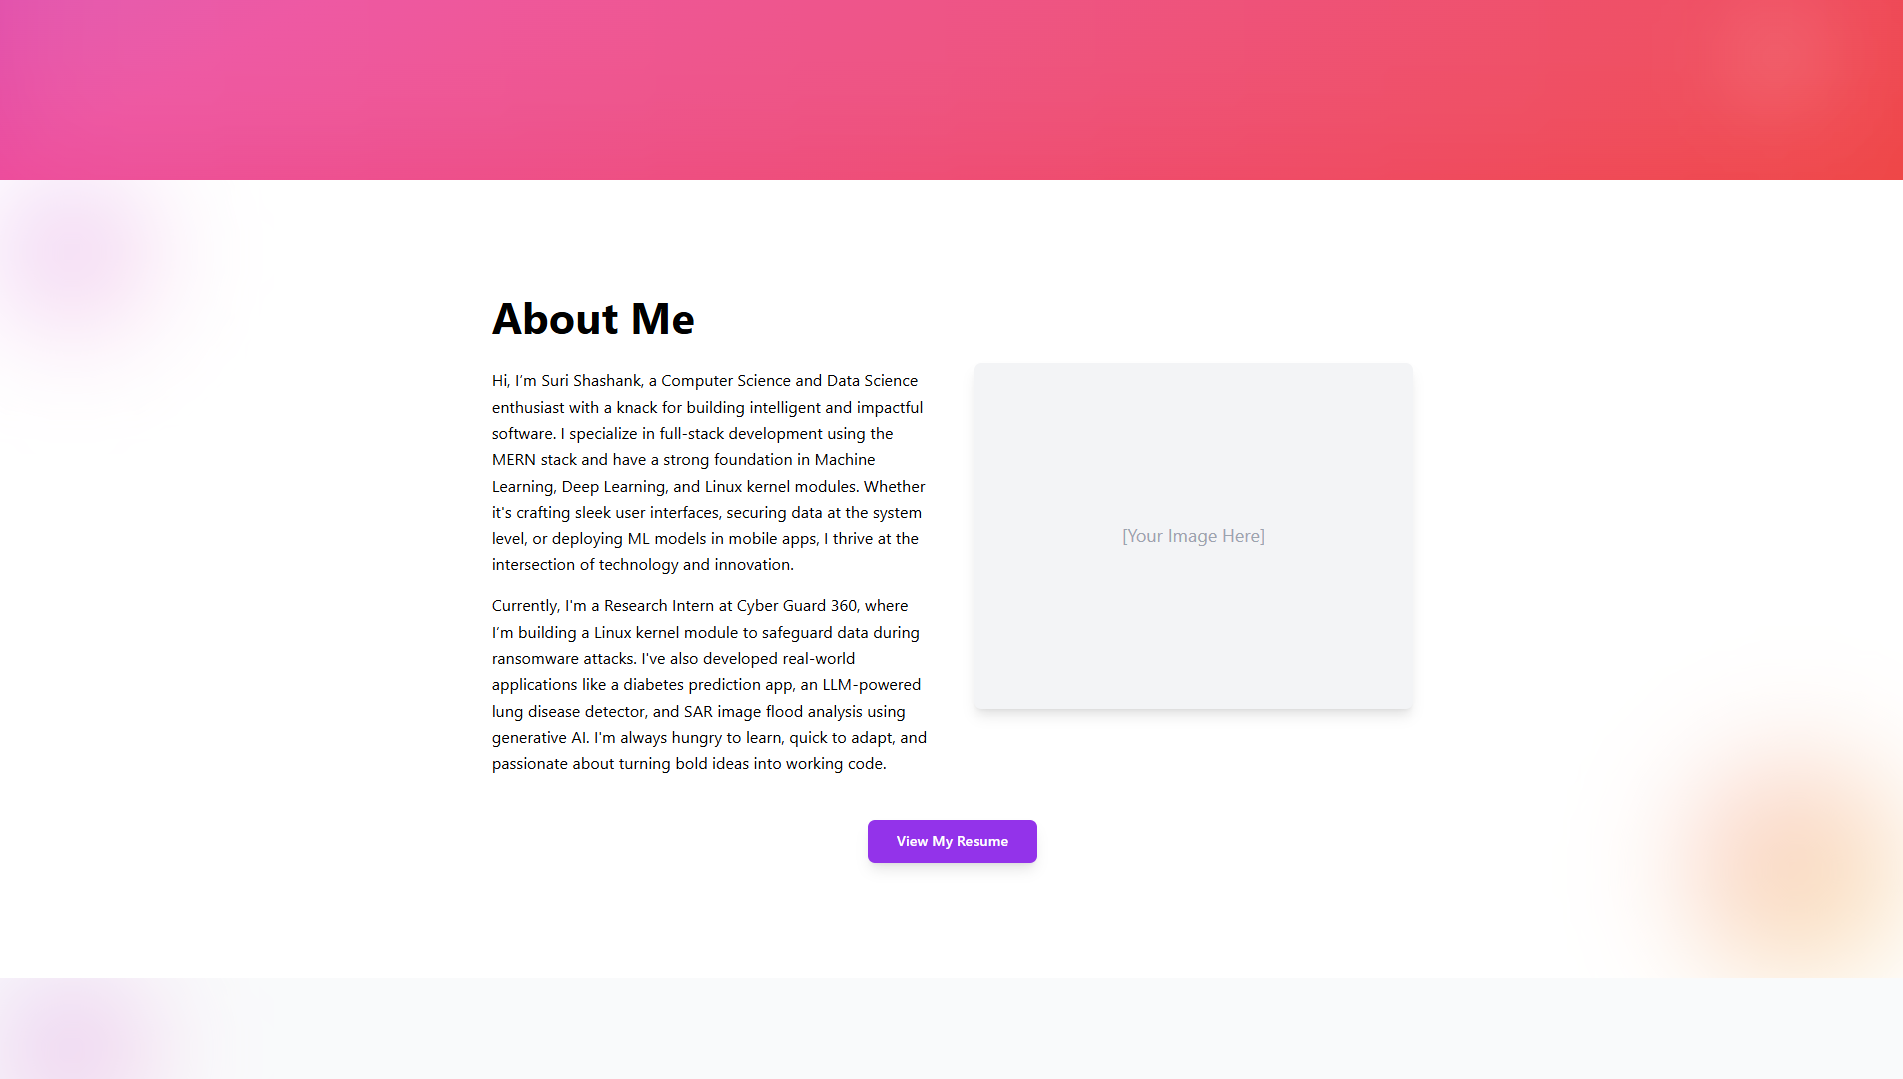 About Me
Hi, I’m Suri Shashank, a Computer Science and Data Science
enthusiast with a knack for building intelligent and impactful
software. I specialize in full-stack development using the
MERN stack and have a strong foundation in Machine
Learning, Deep Learning, and Linux kernel modules. Whether
it's crafting sleek user interfaces, securing data at the system
level, or deploying ML models in mobile apps, I thrive at the
intersection of technology and innovation.
Currently, I'm a Research Intern at Cyber Guard 360, where
I’m building a Linux kernel module to safeguard data during
ransomware attacks. I've also developed real-world
applications like a diabetes prediction app, an LLM-powered
lung disease detector, and SAR image flood analysis using
generative AI. I'm always hungry to learn, quick to adapt, and
passionate about turning bold ideas into working code.
[Your Image Here]
View My Resume